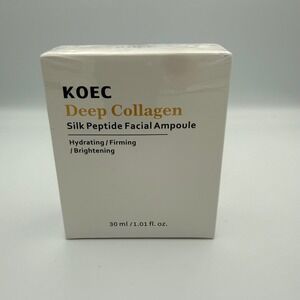 KOEC
Deep Collagen
Silk Peptide Facial Ampoule
Hydrating / Firming
/ Brightening
30 ml / 1.01 fl. oz.